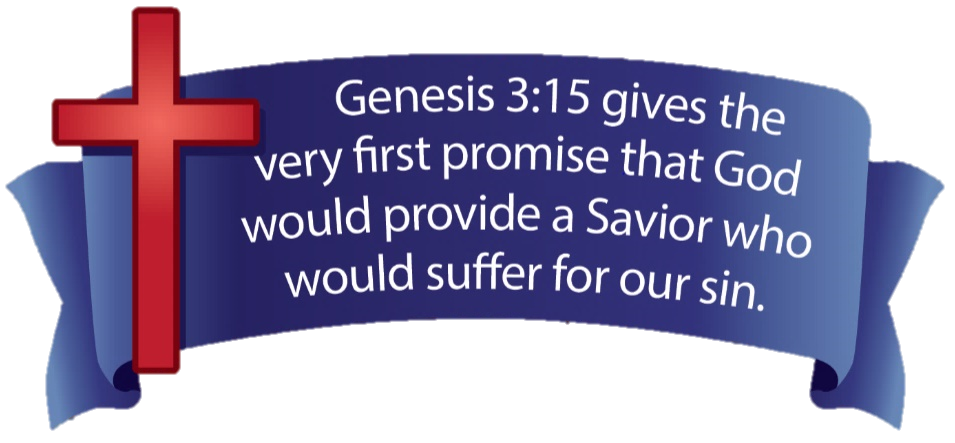 Genesis 3:15 gives the
very first promise that God
would provide a Savior who
would suffer for our sin.